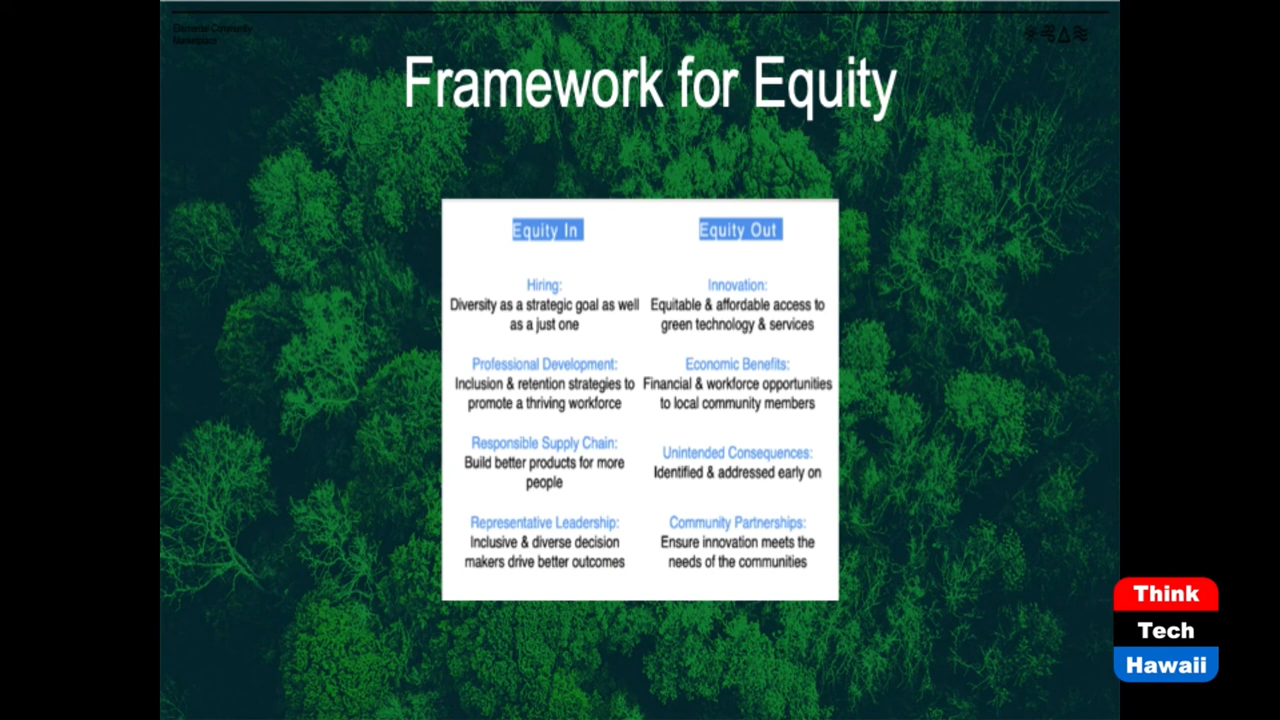 Elemental Community
Marketplace
Framework for Equity
Equity In
Hiring:
Diversity as a strategic goal as well
as a just one
Professional Development:
Inclusion & retention strategies to
promote a thriving workforce
Responsible Supply Chain:
Build better products for more
people
Representative Leadership:
Inclusive & diverse decision
makers drive better outcomes
Equity Out
Innovation:
Equitable & affordable access to
green technology & services
Economic Benefits:
Financial & workforce opportunities
to local community members
Unintended Consequences:
Identified & addressed early on
Community Partnerships:
Ensure innovation meets the
needs of the communities
Think
Tech
Hawaii